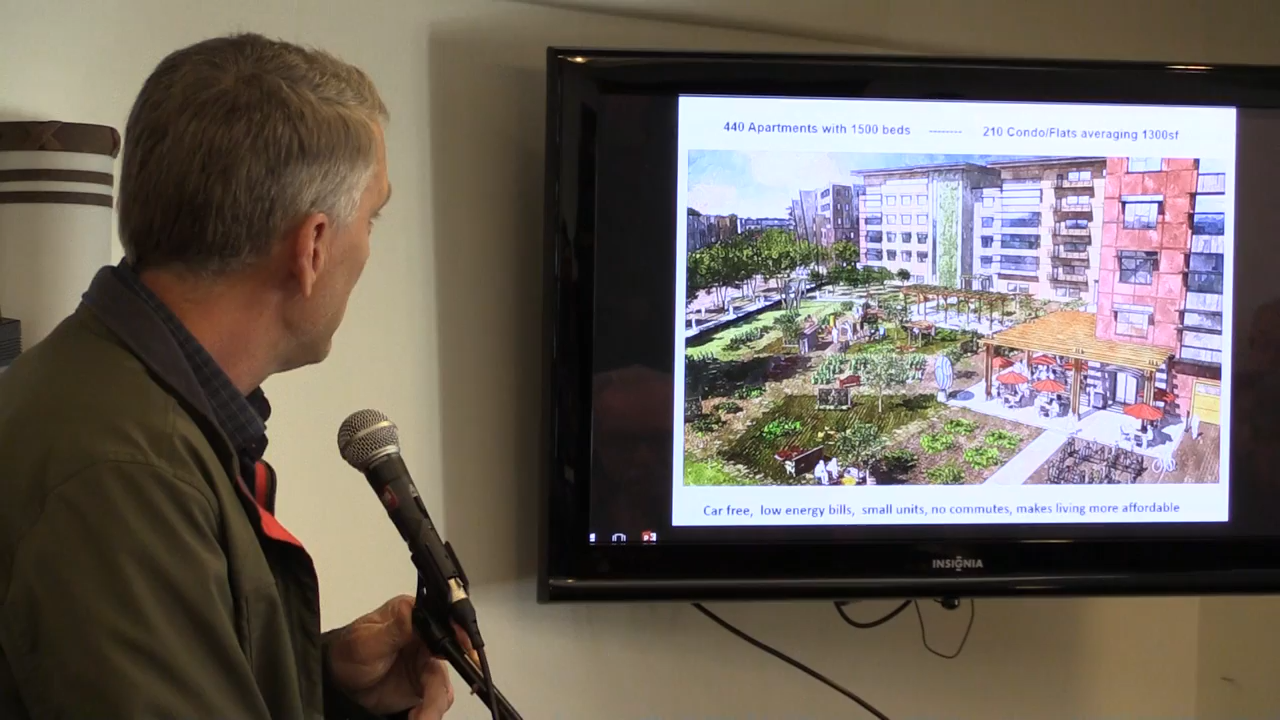 440 Apartments with 1500 beds -------- 210 Condo/Flats averaging 1300sf
Car free, low energy bills, small units, no commutes, makes living more affordable
INSIGNIA